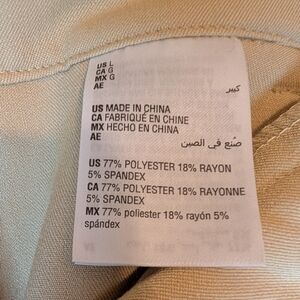 US L
CA G
MX G
AE
كبير
US MADE IN CHINA
CA FABRIQUÉ EN CHINE
MX HECHO EN CHINA
AE
صنع في الصين
US 77% POLYESTER 18% RAYON
5% SPANDEX
CA 77% POLYESTER 18% RAYONNE
5% SPANDEX
MX 77% poliester 18% rayón 5%
spandex